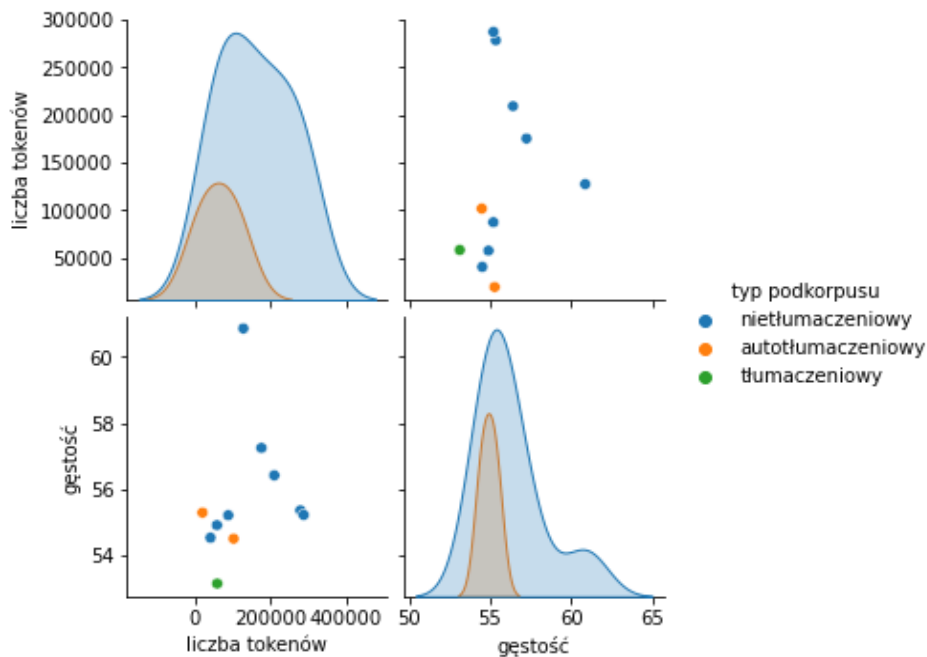 300000
250000
200000
150000
100000
50000
liczba tokenów
typ podkorpusu
nietłumaczeniowy
autotłumaczeniowy
tłumaczeniowy
60
58
56
54
gęstość
0 200000 400000
liczba tokenów
50 55 60 65
gęstość